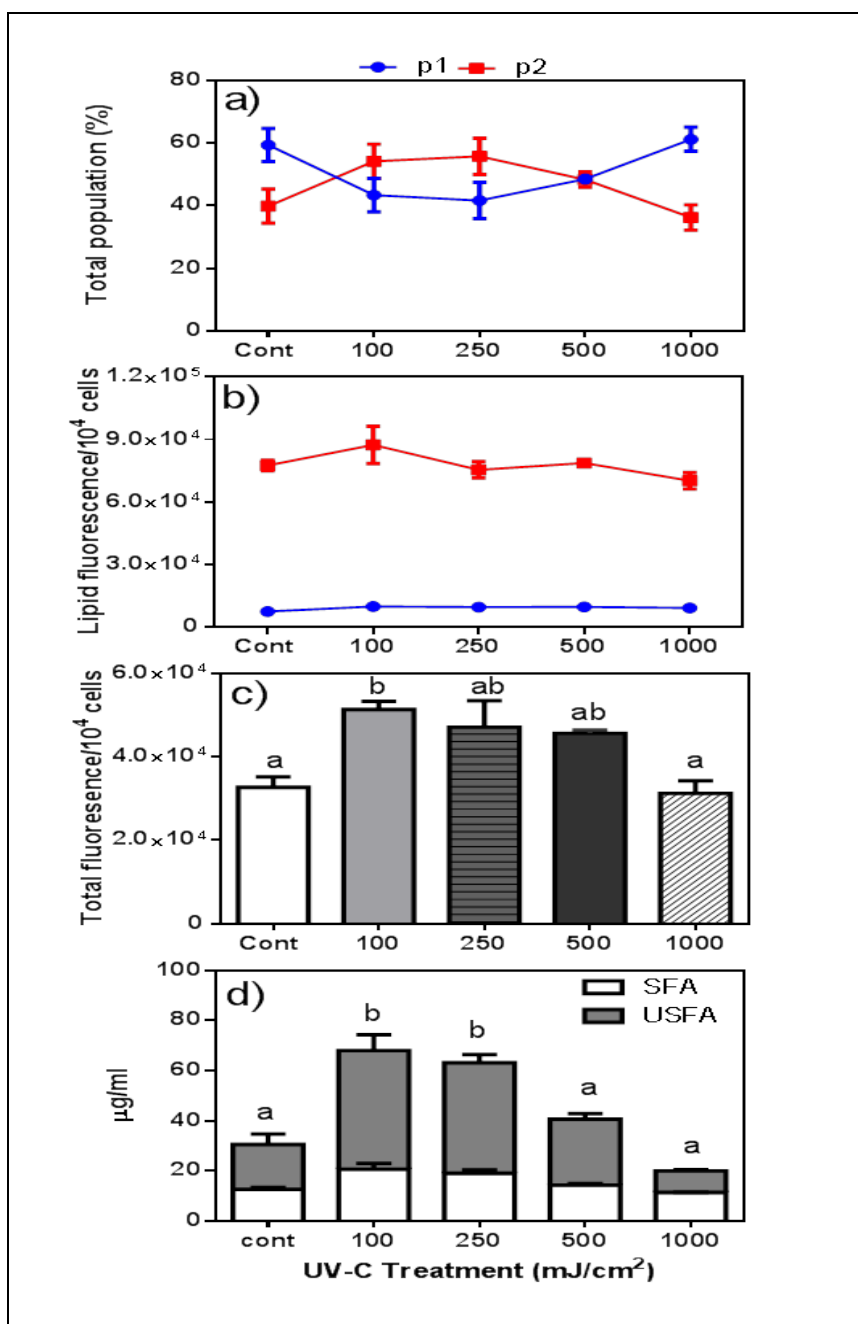 p1 p2
a)
Total population (%)
80
60
40
20
0
Cont 100 250 500 1000
b)
Lipid fluorescence/10⁴ cells
1.2×10⁵
9.0×10⁴
6.0×10⁴
3.0×10⁴
0
Cont 100 250 500 1000
c)
Total fluoresence/10⁴ cells
6.0×10⁴
4.0×10⁴
2.0×10⁴
0
a b ab ab a
Cont 100 250 500 1000
d)
SFA
USFA
µg/ml
100
80
60
40
20
0
a b b a a
cont 100 250 500 1000
UV-C Treatment (mJ/cm²)